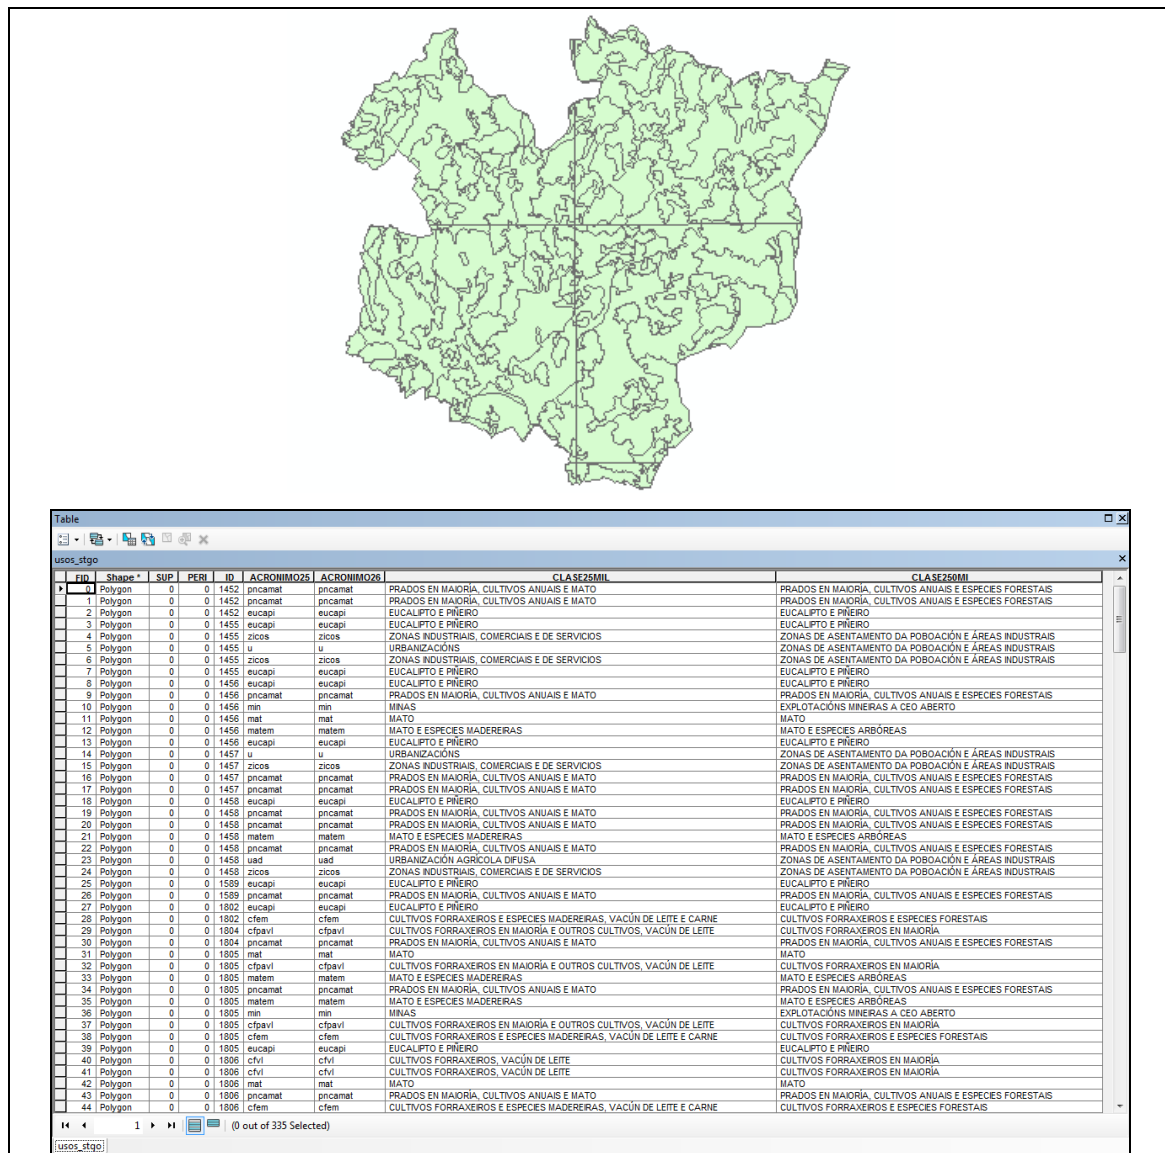 Table
usos_stgo
FID Shape * SUP PERI ID ACRONIMO25 ACRONIMO26 CLASE25MIL CLASE250MI
0 Polygon 0 0 1452 pncamat pncamat PRADOS EN MAIORÍA, CULTIVOS ANUAIS E MATO PRADOS EN MAIORÍA, CULTIVOS ANUAIS E ESPECIES FORESTAIS
1 Polygon 0 0 1452 pncamat pncamat PRADOS EN MAIORÍA, CULTIVOS ANUAIS E MATO PRADOS EN MAIORÍA, CULTIVOS ANUAIS E ESPECIES FORESTAIS
2 Polygon 0 0 1452 eucapi eucapi EUCALIPTO E PIÑEIRO EUCALIPTO E PIÑEIRO
3 Polygon 0 0 1455 eucapi eucapi EUCALIPTO E PIÑEIRO EUCALIPTO E PIÑEIRO
4 Polygon 0 0 1455 zicos zicos ZONAS INDUSTRIAIS, COMERCIAIS E DE SERVICIOS ZONAS DE ASENTAMENTO DA POBOACIÓN E ÁREAS INDUSTRAIS
5 Polygon 0 0 1455 u u URBANIZACIÓNS ZONAS DE ASENTAMENTO DA POBOACIÓN E ÁREAS INDUSTRAIS
6 Polygon 0 0 1455 zicos zicos ZONAS INDUSTRIAIS, COMERCIAIS E DE SERVICIOS ZONAS DE ASENTAMENTO DA POBOACIÓN E ÁREAS INDUSTRAIS
7 Polygon 0 0 1455 eucapi eucapi EUCALIPTO E PIÑEIRO EUCALIPTO E PIÑEIRO
8 Polygon 0 0 1456 eucapi eucapi EUCALIPTO E PIÑEIRO EUCALIPTO E PIÑEIRO
9 Polygon 0 0 1456 pncamat pncamat PRADOS EN MAIORÍA, CULTIVOS ANUAIS E MATO PRADOS EN MAIORÍA, CULTIVOS ANUAIS E ESPECIES FORESTAIS
10 Polygon 0 0 1456 min min MINAS EXPLOTACIÓNS MINEIRAS A CEO ABERTO
11 Polygon 0 0 1456 mat mat MATO MATO
12 Polygon 0 0 1456 matem matem MATO E ESPECIES MADEREIRAS MATO E ESPECIES ARBÓREAS
13 Polygon 0 0 1456 eucapi eucapi EUCALIPTO E PIÑEIRO EUCALIPTO E PIÑEIRO
14 Polygon 0 0 1457 u u URBANIZACIÓNS ZONAS DE ASENTAMENTO DA POBOACIÓN E ÁREAS INDUSTRAIS
15 Polygon 0 0 1457 zicos zicos ZONAS INDUSTRIAIS, COMERCIAIS E DE SERVICIOS ZONAS DE ASENTAMENTO DA POBOACIÓN E ÁREAS INDUSTRAIS
16 Polygon 0 0 1457 pncamat pncamat PRADOS EN MAIORÍA, CULTIVOS ANUAIS E MATO PRADOS EN MAIORÍA, CULTIVOS ANUAIS E ESPECIES FORESTAIS
17 Polygon 0 0 1457 pncamat pncamat PRADOS EN MAIORÍA, CULTIVOS ANUAIS E MATO PRADOS EN MAIORÍA, CULTIVOS ANUAIS E ESPECIES FORESTAIS
18 Polygon 0 0 1458 eucapi eucapi EUCALIPTO E PIÑEIRO EUCALIPTO E PIÑEIRO
19 Polygon 0 0 1458 pncamat pncamat PRADOS EN MAIORÍA, CULTIVOS ANUAIS E MATO PRADOS EN MAIORÍA, CULTIVOS ANUAIS E ESPECIES FORESTAIS
20 Polygon 0 0 1458 pncamat pncamat PRADOS EN MAIORÍA, CULTIVOS ANUAIS E MATO PRADOS EN MAIORÍA, CULTIVOS ANUAIS E ESPECIES FORESTAIS
21 Polygon 0 0 1458 matem matem MATO E ESPECIES MADEREIRAS MATO E ESPECIES ARBÓREAS
22 Polygon 0 0 1458 pncamat pncamat PRADOS EN MAIORÍA, CULTIVOS ANUAIS E MATO PRADOS EN MAIORÍA, CULTIVOS ANUAIS E ESPECIES FORESTAIS
23 Polygon 0 0 1458 uad uad URBANIZACIÓN AGRÍCOLA DIFUSA ZONAS DE ASENTAMENTO DA POBOACIÓN E ÁREAS INDUSTRAIS
24 Polygon 0 0 1458 zicos zicos ZONAS INDUSTRIAIS, COMERCIAIS E DE SERVICIOS ZONAS DE ASENTAMENTO DA POBOACIÓN E ÁREAS INDUSTRAIS
25 Polygon 0 0 1589 eucapi eucapi EUCALIPTO E PIÑEIRO EUCALIPTO E PIÑEIRO
26 Polygon 0 0 1589 pncamat pncamat PRADOS EN MAIORÍA, CULTIVOS ANUAIS E MATO PRADOS EN MAIORÍA, CULTIVOS ANUAIS E ESPECIES FORESTAIS
27 Polygon 0 0 1802 eucapi eucapi EUCALIPTO E PIÑEIRO EUCALIPTO E PIÑEIRO
28 Polygon 0 0 1802 cfem cfem CULTIVOS FORRAXEIROS E ESPECIES MADEREIRAS, VACÚN DE LEITE E CARNE CULTIVOS FORRAXEIROS E ESPECIES FORESTAIS
29 Polygon 0 0 1804 cfpavl cfpavl CULTIVOS FORRAXEIROS EN MAIORÍA E OUTROS CULTIVOS, VACÚN DE LEITE CULTIVOS FORRAXEIROS EN MAIORÍA
30 Polygon 0 0 1804 pncamat pncamat PRADOS EN MAIORÍA, CULTIVOS ANUAIS E MATO PRADOS EN MAIORÍA, CULTIVOS ANUAIS E ESPECIES FORESTAIS
31 Polygon 0 0 1805 mat mat MATO MATO
32 Polygon 0 0 1805 cfpavl cfpavl CULTIVOS FORRAXEIROS EN MAIORÍA E OUTROS CULTIVOS, VACÚN DE LEITE CULTIVOS FORRAXEIROS EN MAIORÍA
33 Polygon 0 0 1805 matem matem MATO E ESPECIES MADEREIRAS MATO E ESPECIES ARBÓREAS
34 Polygon 0 0 1805 pncamat pncamat PRADOS EN MAIORÍA, CULTIVOS ANUAIS E MATO PRADOS EN MAIORÍA, CULTIVOS ANUAIS E ESPECIES FORESTAIS
35 Polygon 0 0 1805 matem matem MATO E ESPECIES MADEREIRAS MATO E ESPECIES ARBÓREAS
36 Polygon 0 0 1805 min min MINAS EXPLOTACIÓNS MINEIRAS A CEO ABERTO
37 Polygon 0 0 1805 cfpavl cfpavl CULTIVOS FORRAXEIROS EN MAIORÍA E OUTROS CULTIVOS, VACÚN DE LEITE CULTIVOS FORRAXEIROS EN MAIORÍA
38 Polygon 0 0 1805 cfem cfem CULTIVOS FORRAXEIROS E ESPECIES MADEREIRAS, VACÚN DE LEITE E CARNE CULTIVOS FORRAXEIROS E ESPECIES FORESTAIS
39 Polygon 0 0 1805 eucapi eucapi EUCALIPTO E PIÑEIRO EUCALIPTO E PIÑEIRO
40 Polygon 0 0 1806 cfvl cfvl CULTIVOS FORRAXEIROS, VACÚN DE LEITE CULTIVOS FORRAXEIROS EN MAIORÍA
41 Polygon 0 0 1806 cfvl cfvl CULTIVOS FORRAXEIROS, VACÚN DE LEITE CULTIVOS FORRAXEIROS EN MAIORÍA
42 Polygon 0 0 1806 mat mat MATO MATO
43 Polygon 0 0 1806 pncamat pncamat PRADOS EN MAIORÍA, CULTIVOS ANUAIS E MATO PRADOS EN MAIORÍA, CULTIVOS ANUAIS E ESPECIES FORESTAIS
44 Polygon 0 0 1806 cfem cfem CULTIVOS FORRAXEIROS E ESPECIES MADEREIRAS, VACÚN DE LEITE E CARNE CULTIVOS FORRAXEIROS E ESPECIES FORESTAIS
1 (0 out of 335 Selected)
usos_stgo